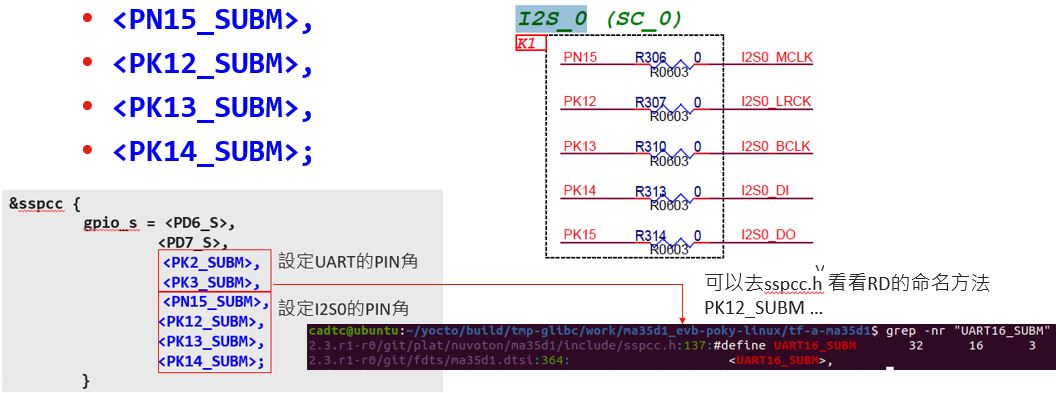 • <PN15_SUBM>,
• <PK12_SUBM>,
• <PK13_SUBM>,
• <PK14_SUBM>;
I2S_0 (SC_0)
K1
PN15 R306 0 I2S0_MCLK
R0603
PK12 R307 0 I2S0_LRCK
R0603
PK13 R310 0 I2S0_BCLK
R0603
PK14 R313 0 I2S0_DI
R0603
PK15 R314 0 I2S0_DO
R0603
&sspcc {
gpio_s = <PD6_S>,
<PD7_S>,
<PK2_SUBM>,
<PK3_SUBM>,
設定UART的PIN角
<PN15_SUBM>,
<PK12_SUBM>,
<PK13_SUBM>,
<PK14_SUBM>;
設定I2S0的PIN角
}
可以去sspcc.h 看看RD的命名方法
PK12_SUBM ...
cadtc@ubuntu:~/yocto/build/tmp-glibc/work/ma35d1_evb-poky-linux/tf-a-ma35d1$ grep -nr "UART16_SUBM"
2.3.r1-r0/git/plat/nuvoton/ma35d1/include/sspcc.h:137:#define UART16_SUBM 32 16 3
2.3.r1-r0/git/fdts/ma35d1.dtsi:364: <UART16_SUBM>,